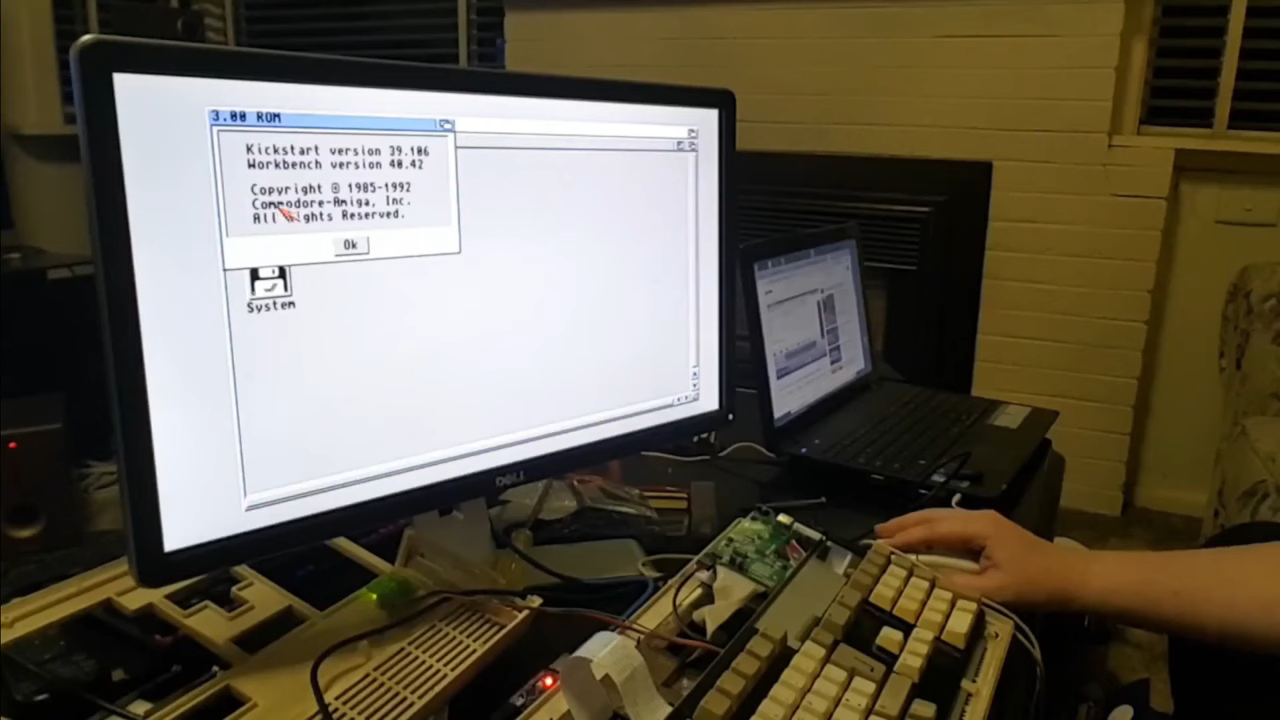 3.00 ROM
Kickstart version 39.106
Workbench version 40.42
Copyright © 1985-1992
Commodore-Amiga, Inc.
All Rights Reserved.
Ok
System
DELL